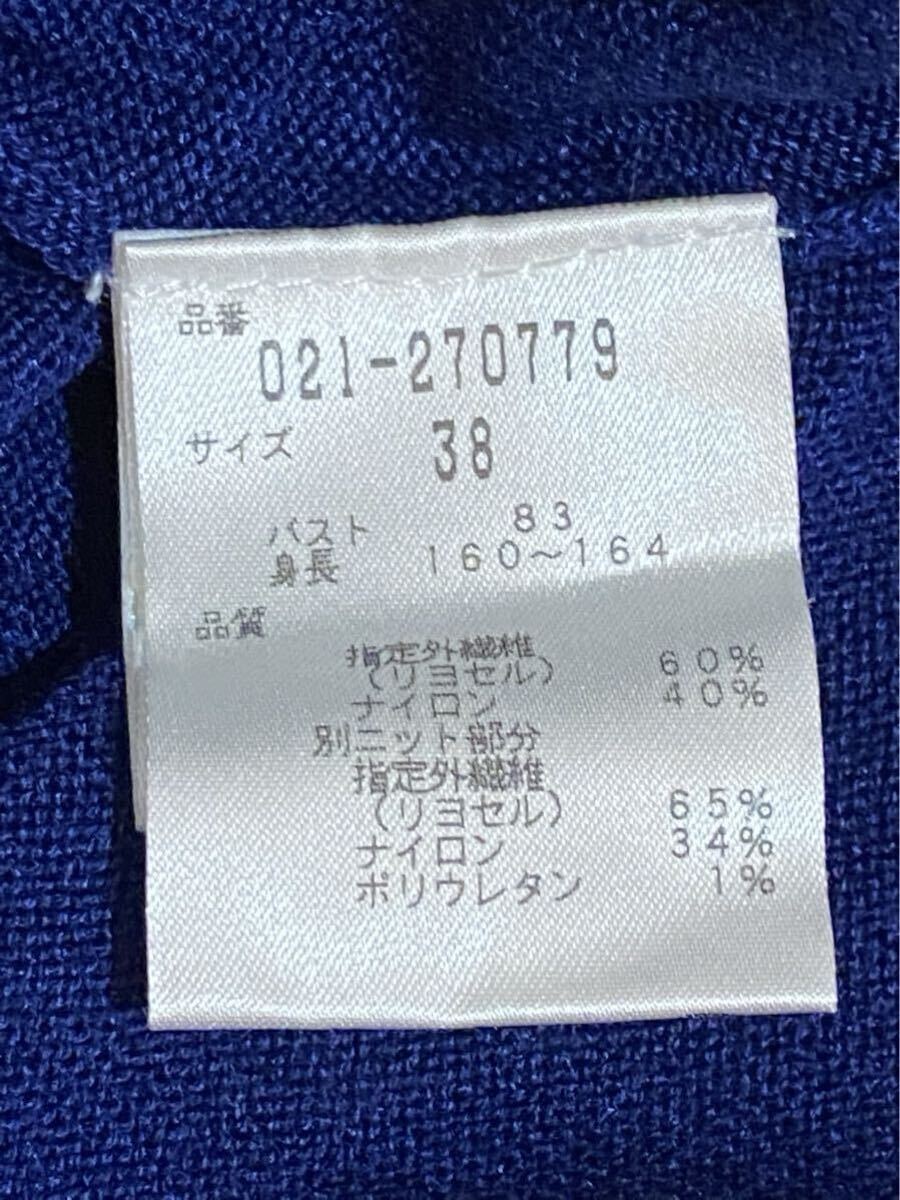 品番
021-270779
サイズ 38
バスト 83
身長 160～164
品質
指定外繊維
(リヨセル) 60%
ナイロン 40%
別ニット部分
指定外繊維
(リヨセル) 65%
ナイロン 34%
ポリウレタン 1%